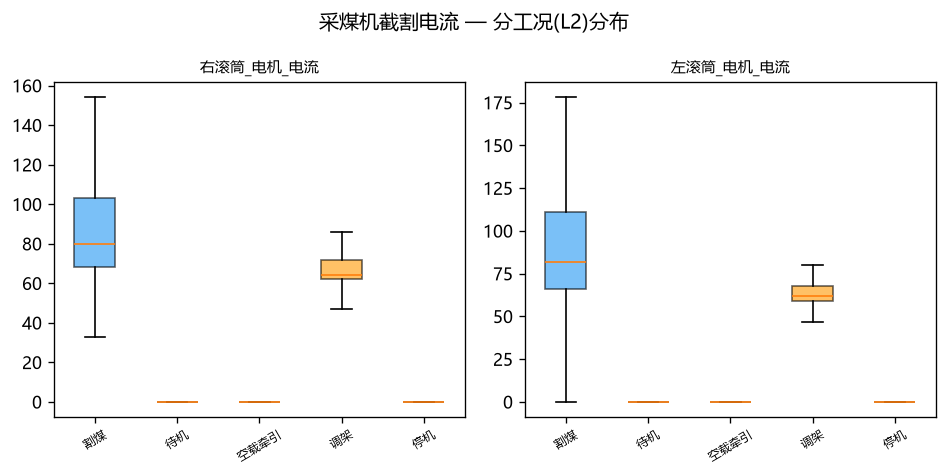 采煤机截割电流 — 分工况(L2)分布
右滚筒_电机_电流
160
140
120
100
80
60
40
20
0
割煤
待机
空载牵引
调架
停机
左滚筒_电机_电流
175
150
125
100
75
50
25
0
割煤
待机
空载牵引
调架
停机